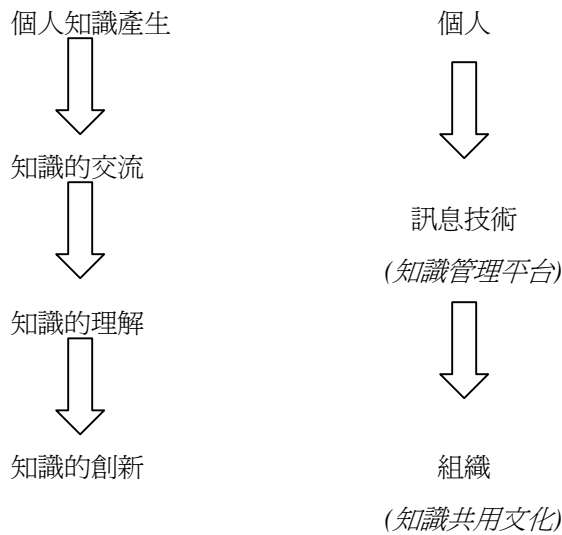 個人知識產生
知識的交流
知識的理解
知識的創新
個人
訊息技術
(知識管理平台)
組織
(知識共用文化)